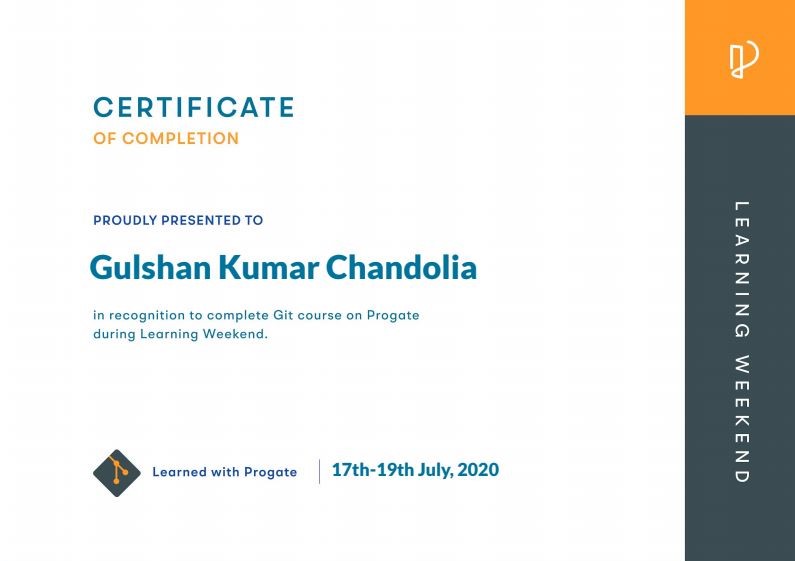 CERTIFICATE
OF COMPLETION
PROUDLY PRESENTED TO
Gulshan Kumar Chandolia
in recognition to complete Git course on Progate
during Learning Weekend.
Learned with Progate
17th-19th July, 2020
LEARNING WEEKEND